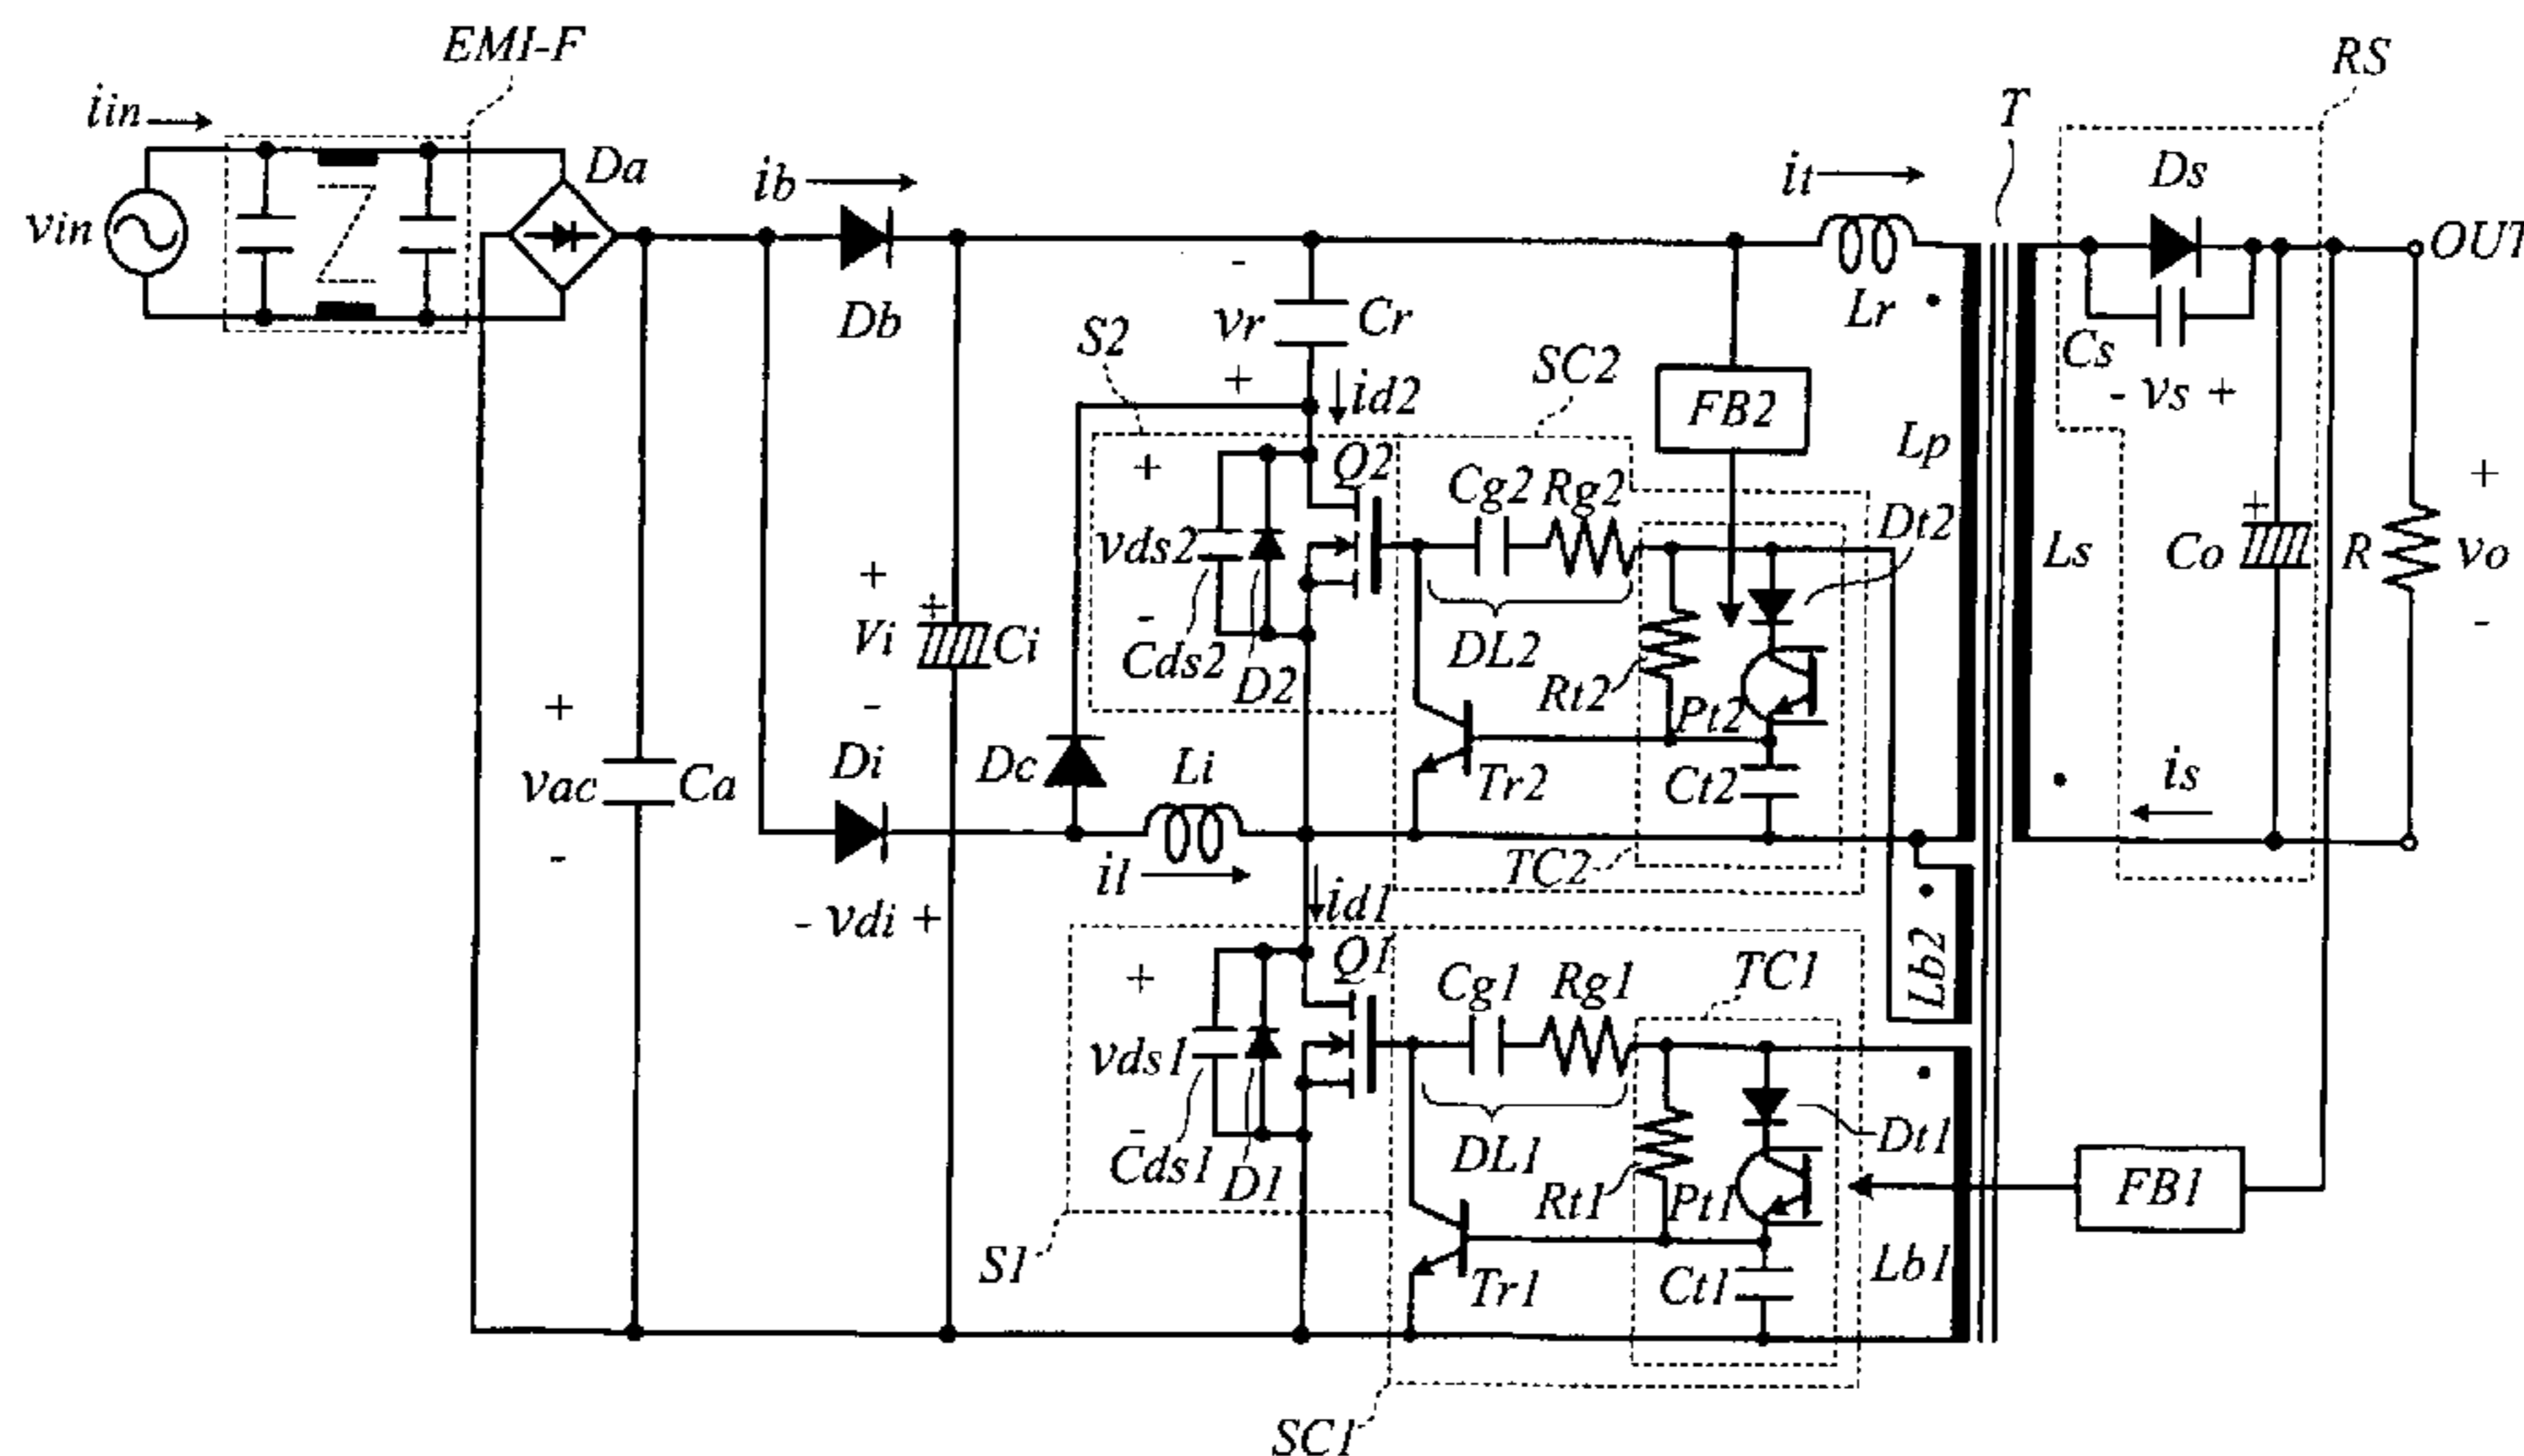 EMI-F
RS
iin
T
Da
ib
it
Ds
vin
OUT
Db
-
vr
Cr
Lr
S2
SC2
Cs
+
id2
FB2
- vs +
Lp
+
Q2
Cg2
Rg2
Dt2
+
+
vds2
Ls
Co
R
vo
+
+
Vi
Ci
-
Cds2
D2
DL2
Rt2
-
+
-
Pt2
Di
Dc
Li
Tr2
Ct2
is
vac
Ca
-
il
TC2
- vdi +
id1
Lb2
+
Q1
Cg1
Rg1
TC1
vds1
-
Cds1
D1
DL1
Rt1
Pt1
Dt1
FB1
S1
Tr1
Ct1
Lb1
SC1